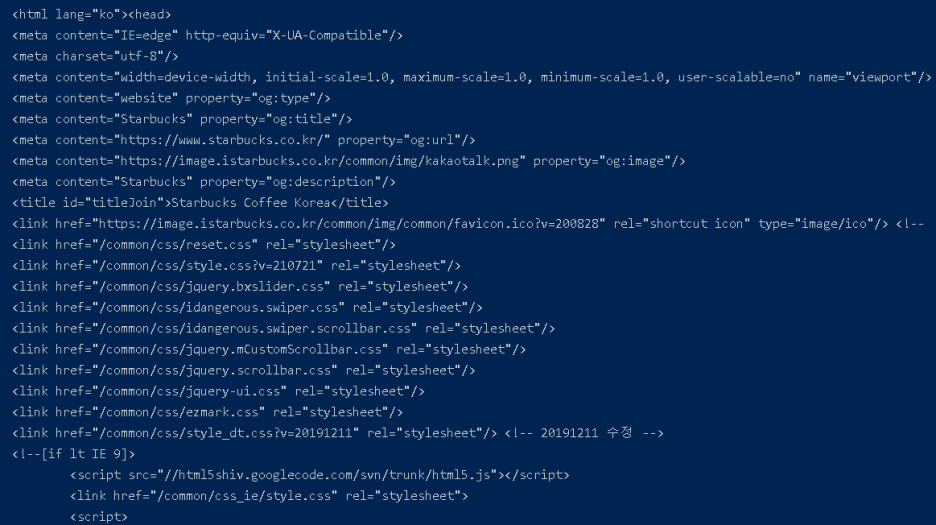 <html lang="ko"><head>
<meta content="IE=edge" http-equiv="X-UA-Compatible"/>
<meta charset="utf-8"/>
<meta content="width=device-width, initial-scale=1.0, maximum-scale=1.0, minimum-scale=1.0, user-scalable=no" name="viewport"/>
<meta content="website" property="og:type"/>
<meta content="Starbucks" property="og:title"/>
<meta content="https://www.starbucks.co.kr/" property="og:url"/>
<meta content="https://image.istarbucks.co.kr/common/img/kakaotalk.png" property="og:image"/>
<meta content="Starbucks" property="og:description"/>
<title id="titleJoin">Starbucks Coffee Korea</title>
<link href="https://image.istarbucks.co.kr/common/img/common/favicon.ico?v=200828" rel="shortcut icon" type="image/ico"/> <!--
<link href="/common/css/reset.css" rel="stylesheet"/>
<link href="/common/css/style.css?v=210721" rel="stylesheet"/>
<link href="/common/css/jquery.bxslider.css" rel="stylesheet"/>
<link href="/common/css/idangerous.swiper.css" rel="stylesheet"/>
<link href="/common/css/idangerous.swiper.scrollbar.css" rel="stylesheet"/>
<link href="/common/css/jquery.mCustomScrollbar.css" rel="stylesheet"/>
<link href="/common/css/jquery.scrollbar.css" rel="stylesheet"/>
<link href="/common/css/jquery-ui.css" rel="stylesheet"/>
<link href="/common/css/ezmark.css" rel="stylesheet"/>
<link href="/common/css/style_dt.css?v=20191211" rel="stylesheet"/> <!-- 20191211 수정 -->
<!--[if lt IE 9]>
<script src="//html5shiv.googlecode.com/svn/trunk/html5.js"></script>
<link href="/common/css_ie/style.css" rel="stylesheet">
<script>